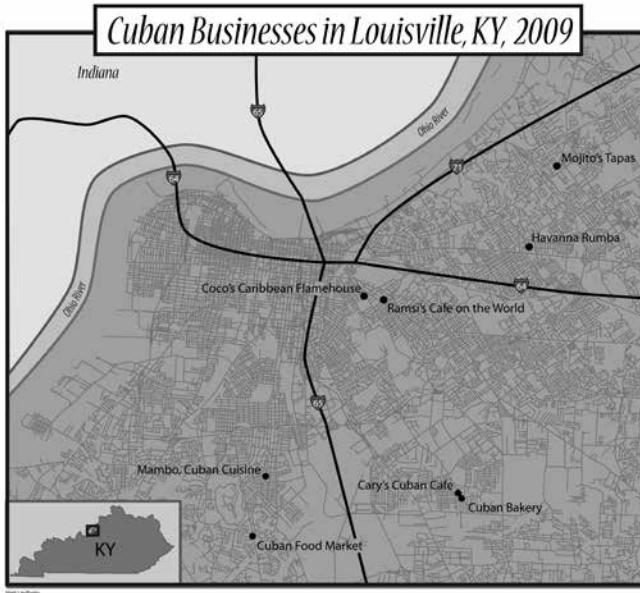 Cuban Businesses in Louisville, KY, 2009
Indiana
65
Ohio River
71
Mojito's Tapas
64
Havanna Rumba
64
Ohio River
Coco's Caribbean Flamehouse
Ramsi's Cafe on the World
65
Mambo, Cuban Cuisine
Cary's Cuban Cafe
Cuban Bakery
KY
Cuban Food Market